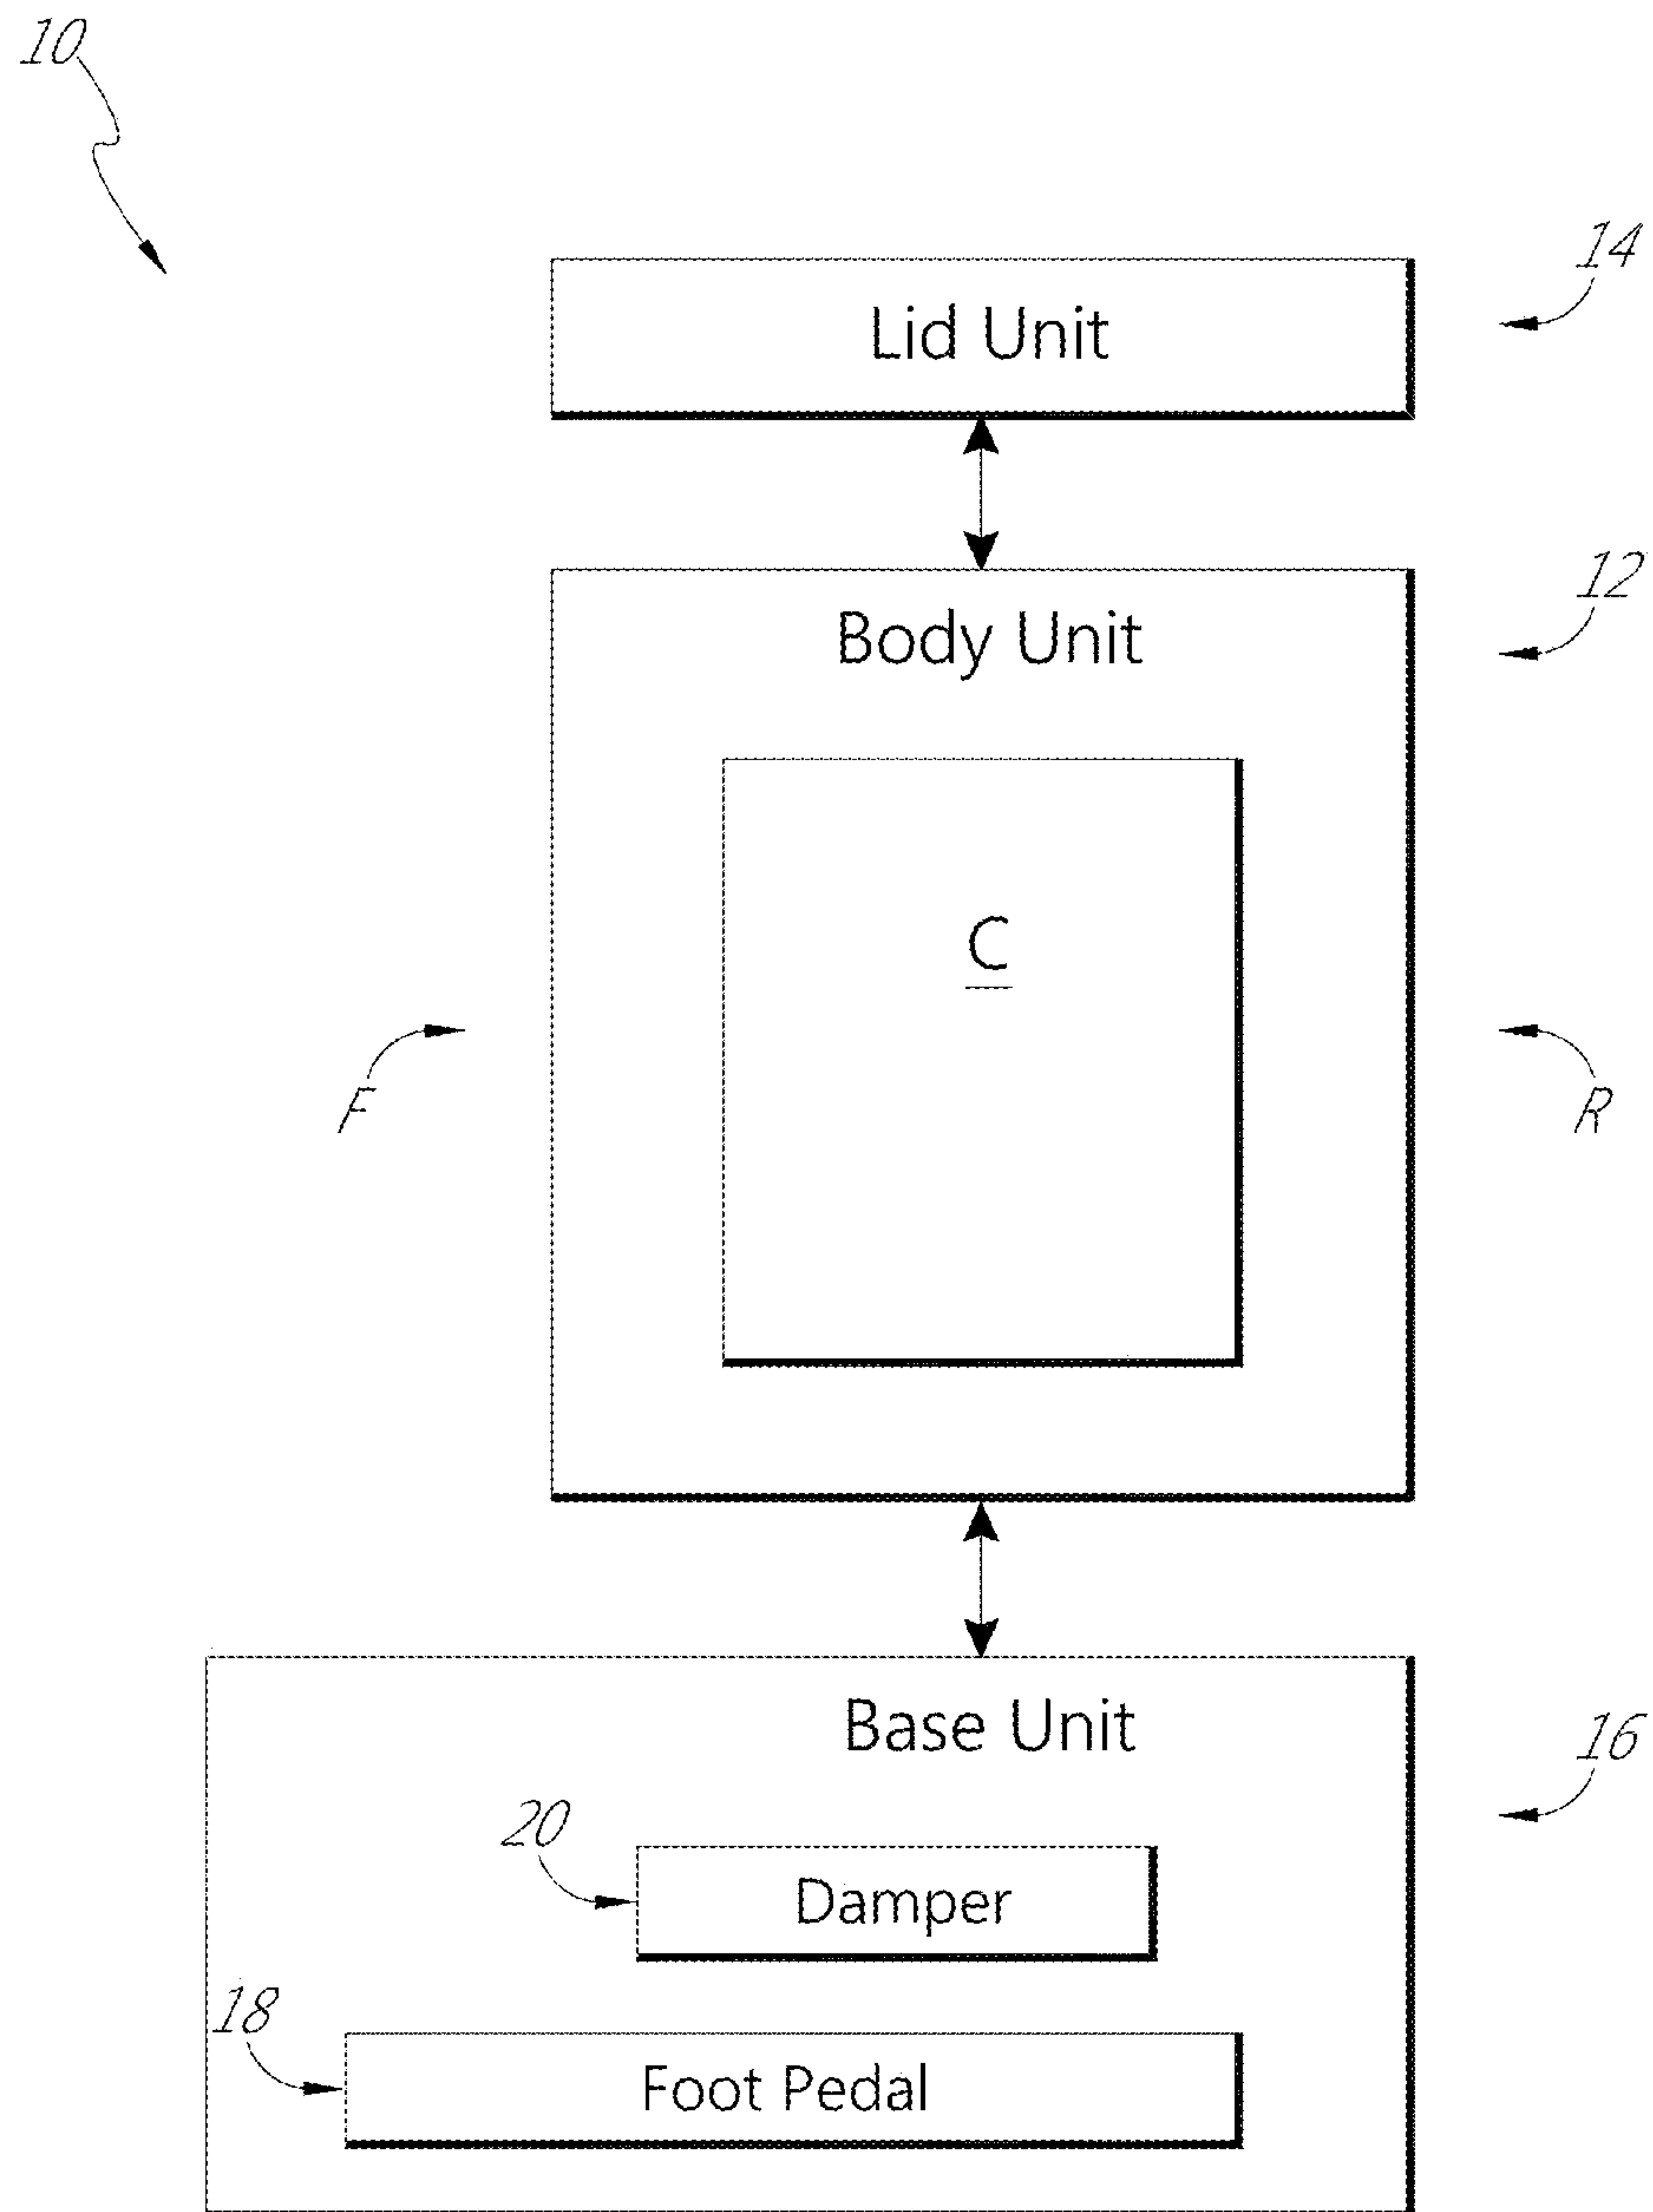 10
14
Lid Unit
12
Body Unit
C
F
R
Base Unit
16
20
Damper
18
Foot Pedal